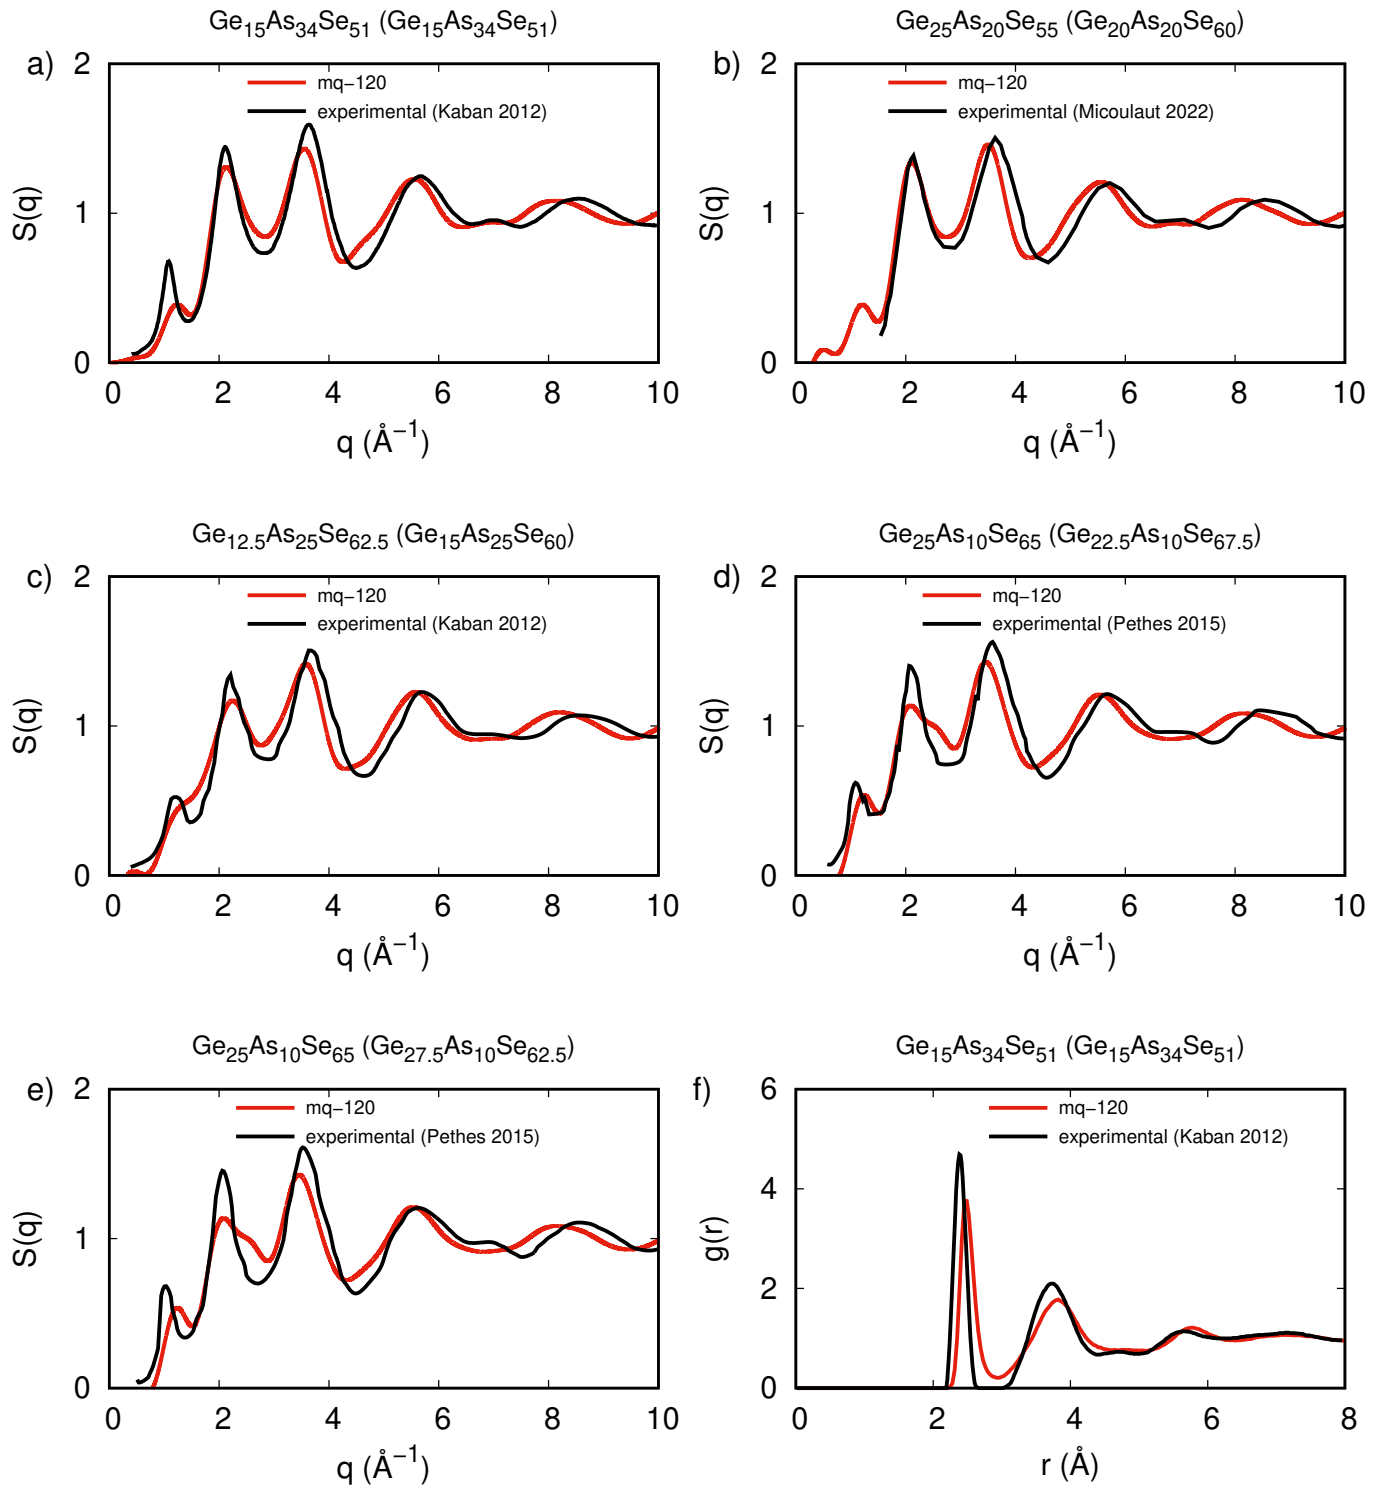 Ge15As34Se51 (Ge15As34Se51)
a)
2
1
0
S(q)
mq−120
experimental (Kaban 2012)
0 2 4 6 8 10
q (Å−1)
Ge25As20Se55 (Ge20As20Se60)
b)
2
1
0
S(q)
mq−120
experimental (Micoulaut 2022)
0 2 4 6 8 10
q (Å−1)
Ge12.5As25Se62.5 (Ge15As25Se60)
c)
2
1
0
S(q)
mq−120
experimental (Kaban 2012)
0 2 4 6 8 10
q (Å−1)
Ge25As10Se65 (Ge22.5As10Se67.5)
d)
2
1
0
S(q)
mq−120
experimental (Pethes 2015)
0 2 4 6 8 10
q (Å−1)
Ge25As10Se65 (Ge27.5As10Se62.5)
e)
2
1
0
S(q)
mq−120
experimental (Pethes 2015)
0 2 4 6 8 10
q (Å−1)
Ge15As34Se51 (Ge15As34Se51)
f)
6
4
2
0
g(r)
mq−120
experimental (Kaban 2012)
0 2 4 6 8
r (Å)